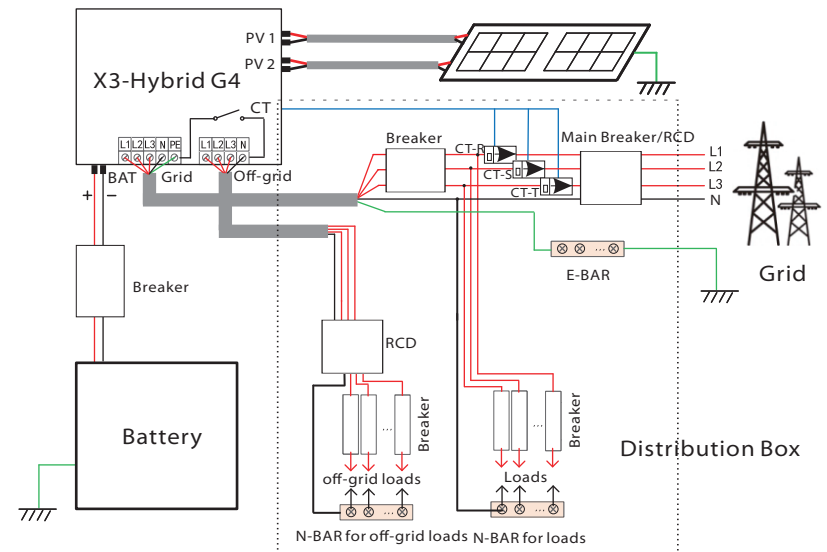 PV 1
PV 2
X3-Hybrid G4
CT
L1 L2 L3 N PE
L1 L2 L3 N
BAT
Grid
Off-grid
+
−
Breaker
CT-R
CT-S
CT-T
Main Breaker/RCD
L1
L2
L3
N
E-BAR
Grid
Breaker
RCD
Breaker
Breaker
Battery
Distribution Box
off-grid loads
Loads
N-BAR for off-grid loads
N-BAR for loads